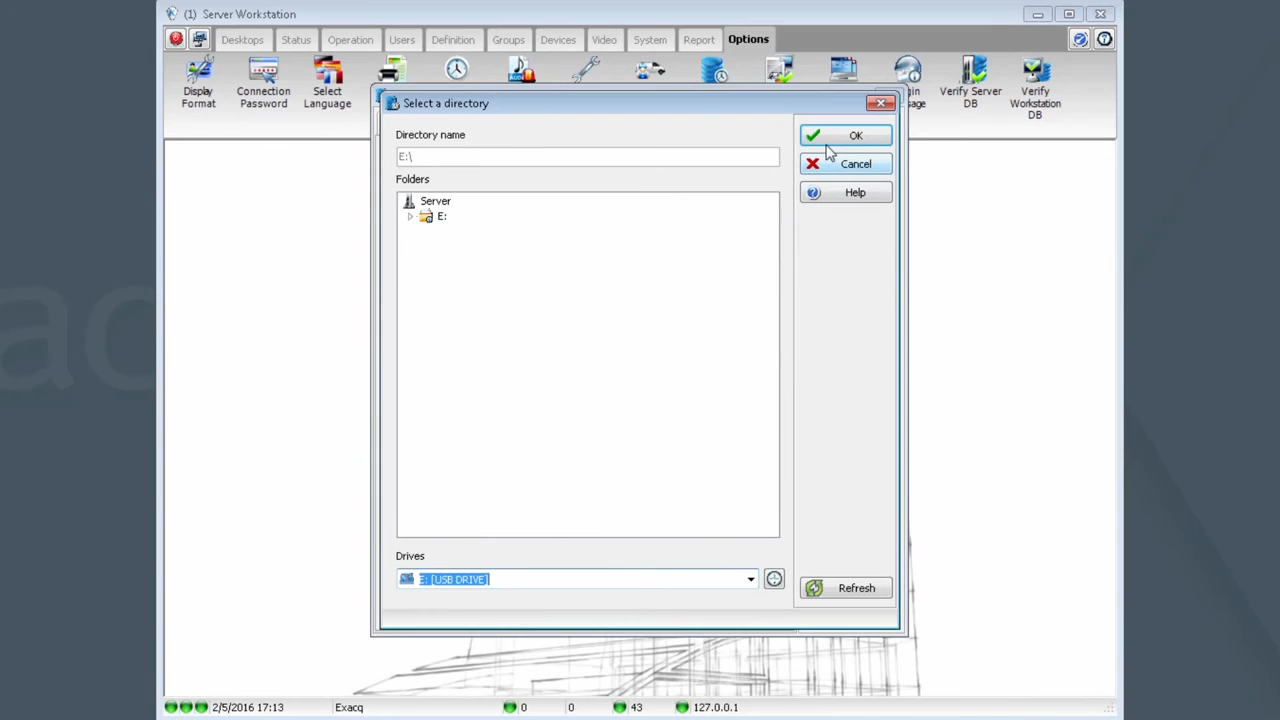 (1) Server Workstation
Desktops Status Operation Users Definition Groups Devices Video System Report Options
Display Format
Connection Password
Select Language
Verify Server DB
Verify Workstation DB
Select a directory
Directory name
E:\
Folders
Server
E:
OK
Cancel
Help
Drives
E: [USB DRIVE]
Refresh
2/5/2016 17:13 Exacq 0 0 43 127.0.0.1